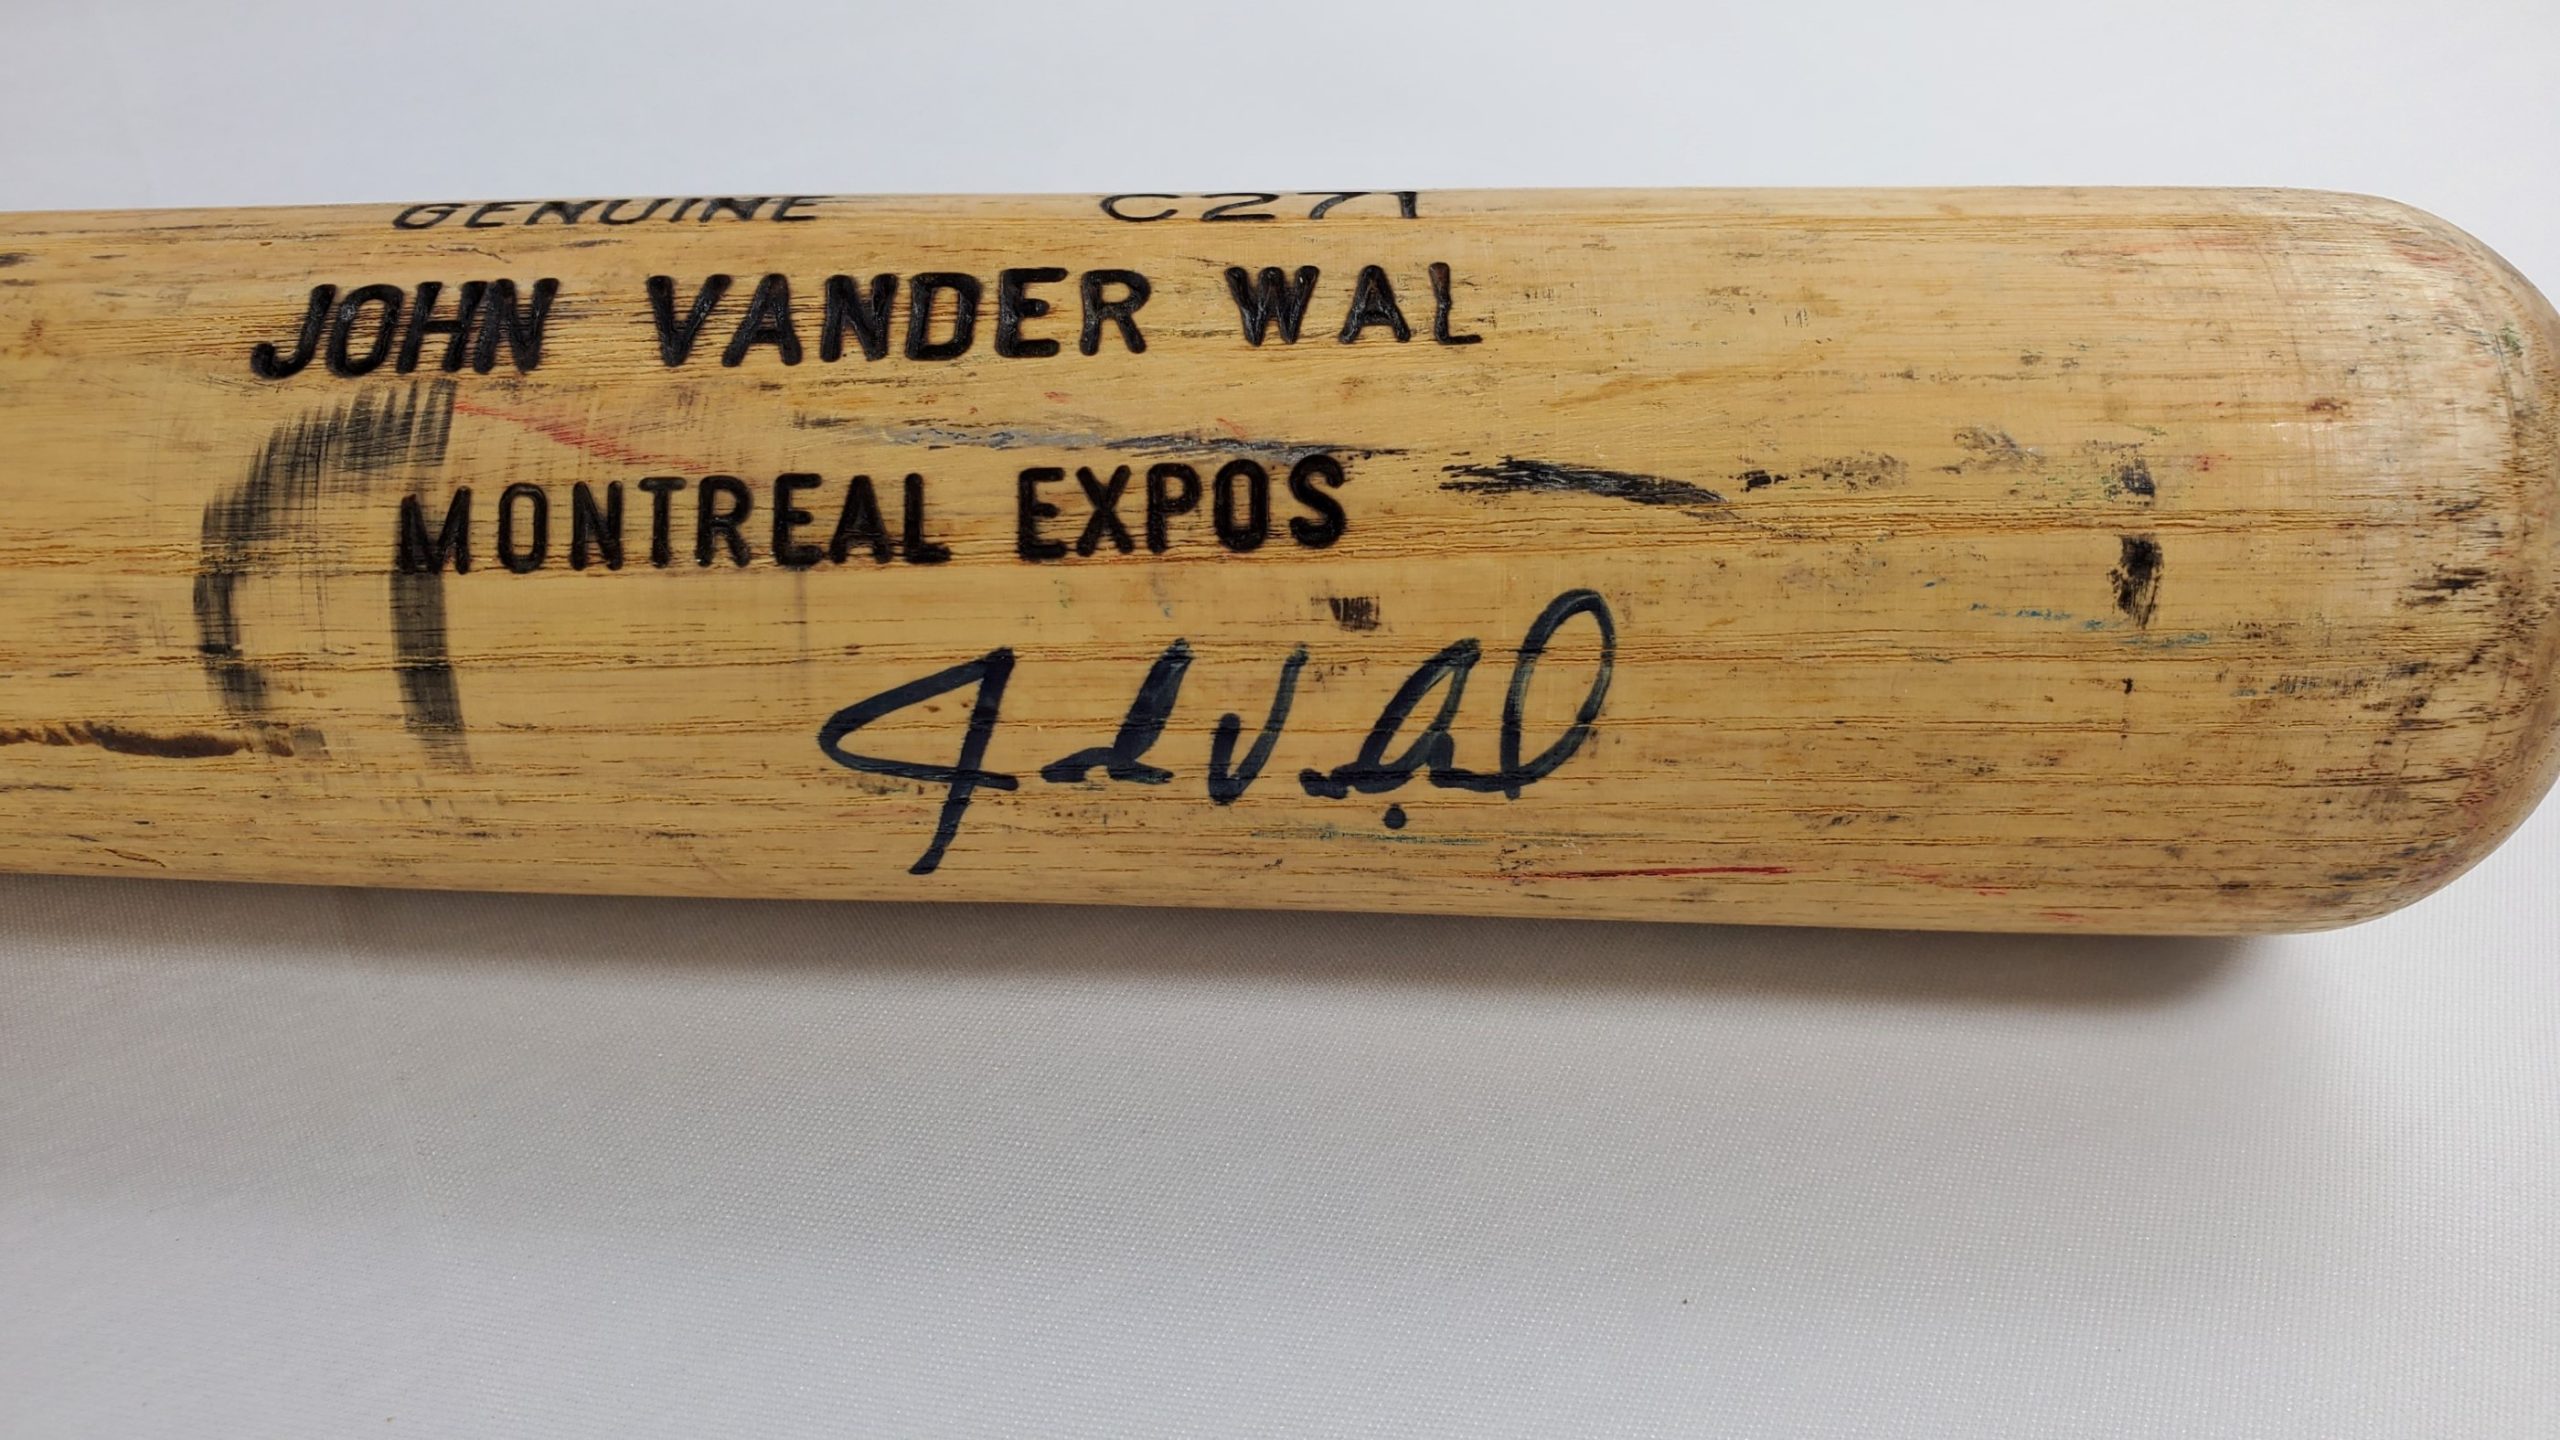 GENUINE C271
JOHN VANDER WAL
MONTREAL EXPOS